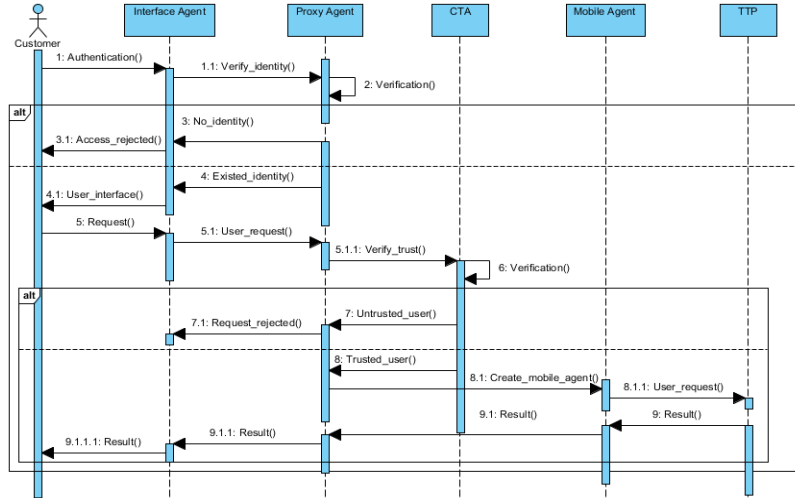 Interface Agent
Proxy Agent
CTA
Mobile Agent
TTP
Customer
1: Authentication()
1.1: Verify_identity()
2: Verification()
alt
3: No_identity()
3.1: Access_rejected()
4: Existed_identity()
4.1: User_interface()
5: Request()
5.1: User_request()
5.1.1: Verify_trust()
6: Verification()
alt
7: Untrusted_user()
7.1: Request_rejected()
8: Trusted_user()
8.1: Create_mobile_agent()
8.1.1: User_request()
9.1: Result()
9: Result()
9.1.1: Result()
9.1.1.1: Result()